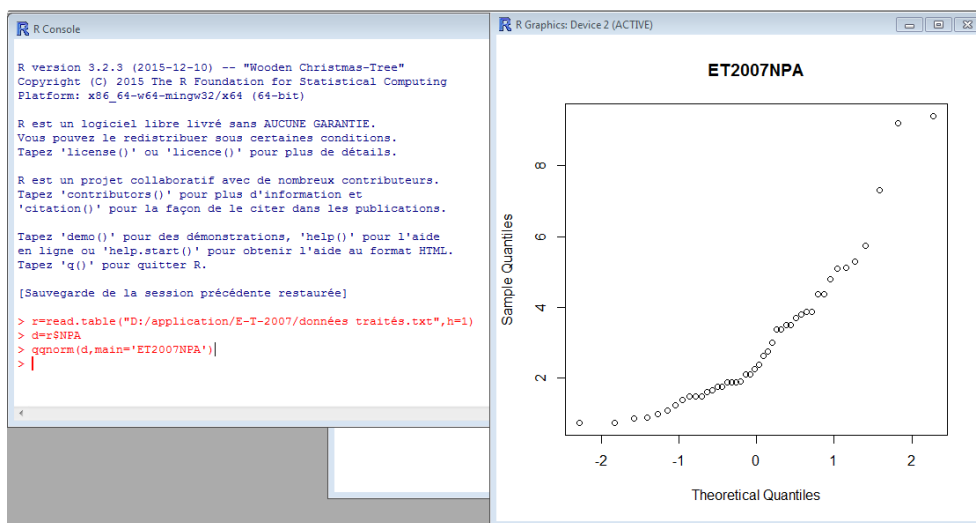 R Console
R version 3.2.3 (2015-12-10) -- "Wooden Christmas-Tree"
Copyright (C) 2015 The R Foundation for Statistical Computing
Platform: x86_64-w64-mingw32/x64 (64-bit)
R est un logiciel libre livré sans AUCUNE GARANTIE.
Vous pouvez le redistribuer sous certaines conditions.
Tapez 'license()' ou 'licence()' pour plus de détails.
R est un projet collaboratif avec de nombreux contributeurs.
Tapez 'contributors()' pour plus d'information et
'citation()' pour la façon de le citer dans les publications.
Tapez 'demo()' pour des démonstrations, 'help()' pour l'aide
en ligne ou 'help.start()' pour obtenir l'aide au format HTML.
Tapez 'q()' pour quitter R.
[Sauvegarde de la session précédente restaurée]
> r=read.table("D:/application/E-T-2007/données traités.txt",h=1)
> d=r$NPA
> qqnorm(d,main='ET2007NPA')
>
R Graphics: Device 2 (ACTIVE)
ET2007NPA
Sample Quantiles
8
6
4
2
-2 -1 0 1 2
Theoretical Quantiles